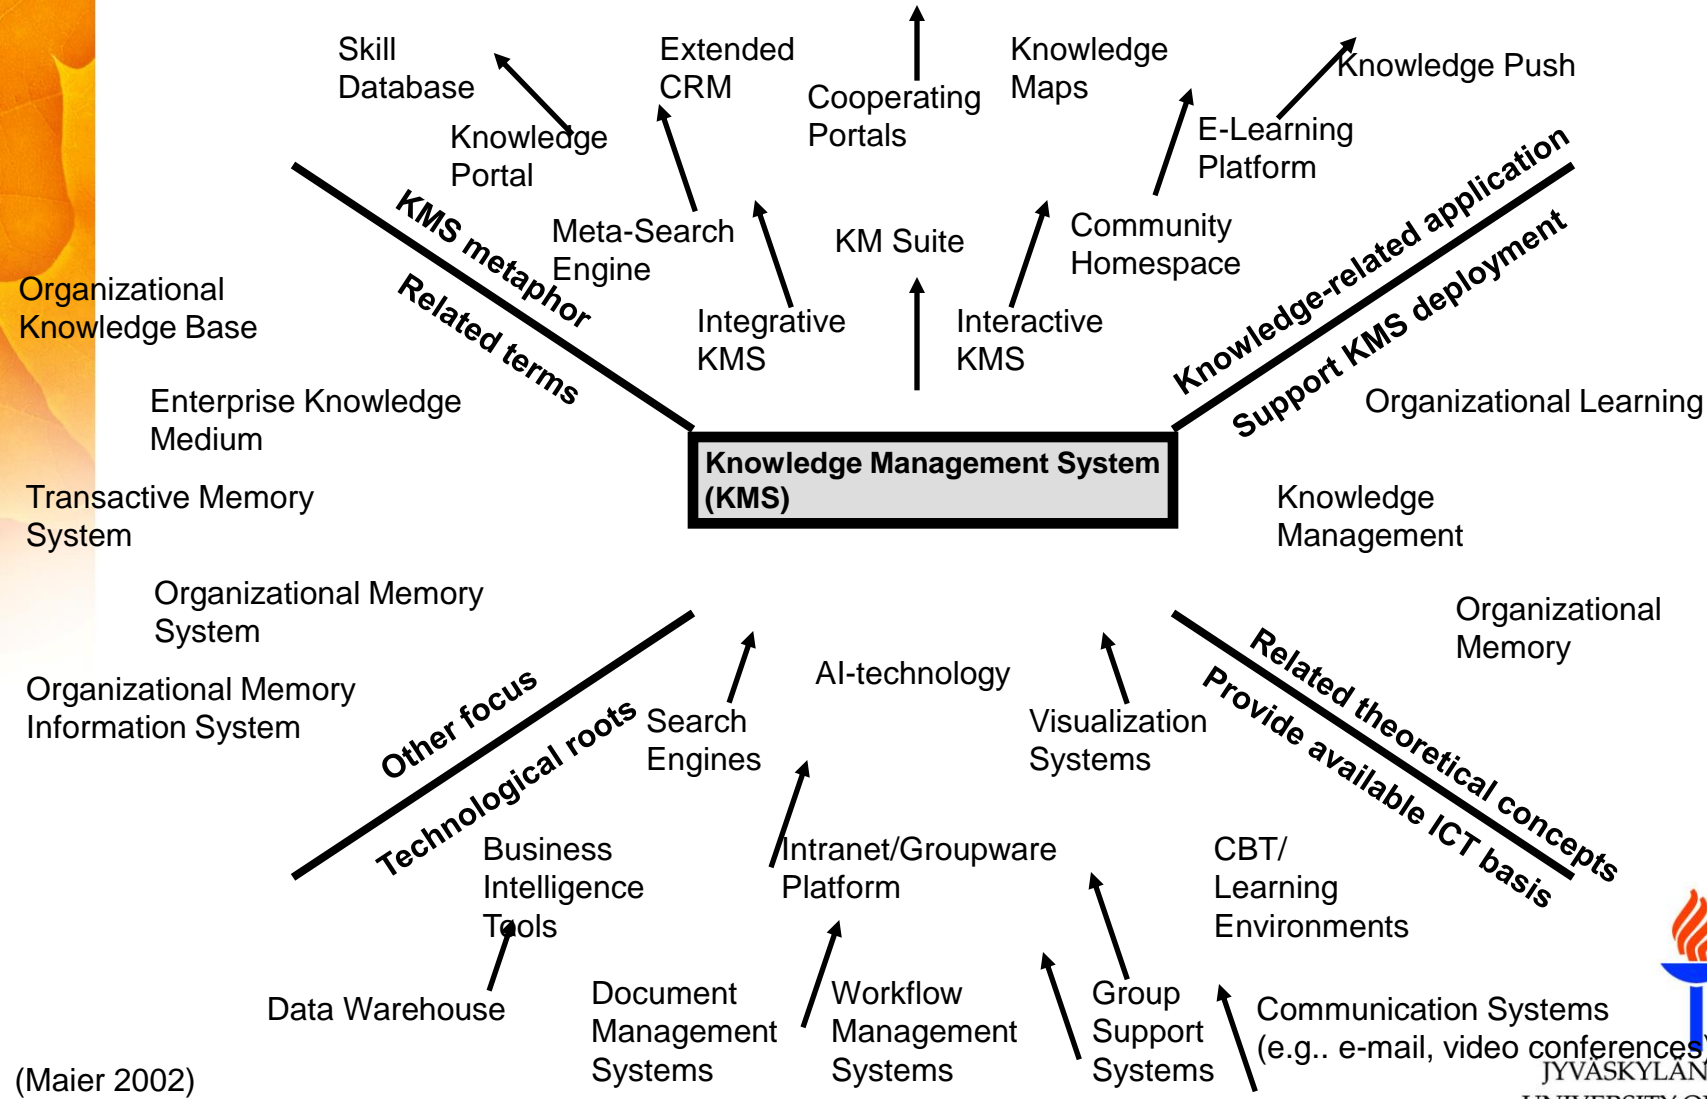 Skill
Database
Extended
CRM
Cooperating
Portals
Knowledge
Maps
Knowledge Push
Knowledge
Portal
E-Learning
Platform
KMS metaphor
Related terms
Meta-Search
Engine
KM Suite
Community
Homespace
Knowledge-related application
Support KMS deployment
Integrative
KMS
Interactive
KMS
Organizational
Knowledge Base
Enterprise Knowledge
Medium
Transactive Memory
System
Organizational Memory
System
Organizational Memory
Information System
Knowledge Management System
(KMS)
Organizational Learning
Knowledge
Management
Organizational
Memory
Other focus
Technological roots
Related theoretical concepts
Provide available ICT basis
AI-technology
Search
Engines
Visualization
Systems
Business
Intelligence
Tools
Intranet/Groupware
Platform
CBT/
Learning
Environments
Data Warehouse
Document
Management
Systems
Workflow
Management
Systems
Group
Support
Systems
Communication Systems
(e.g.. e-mail, video conferences)
(Maier 2002)
JYVÄSKYLÄN